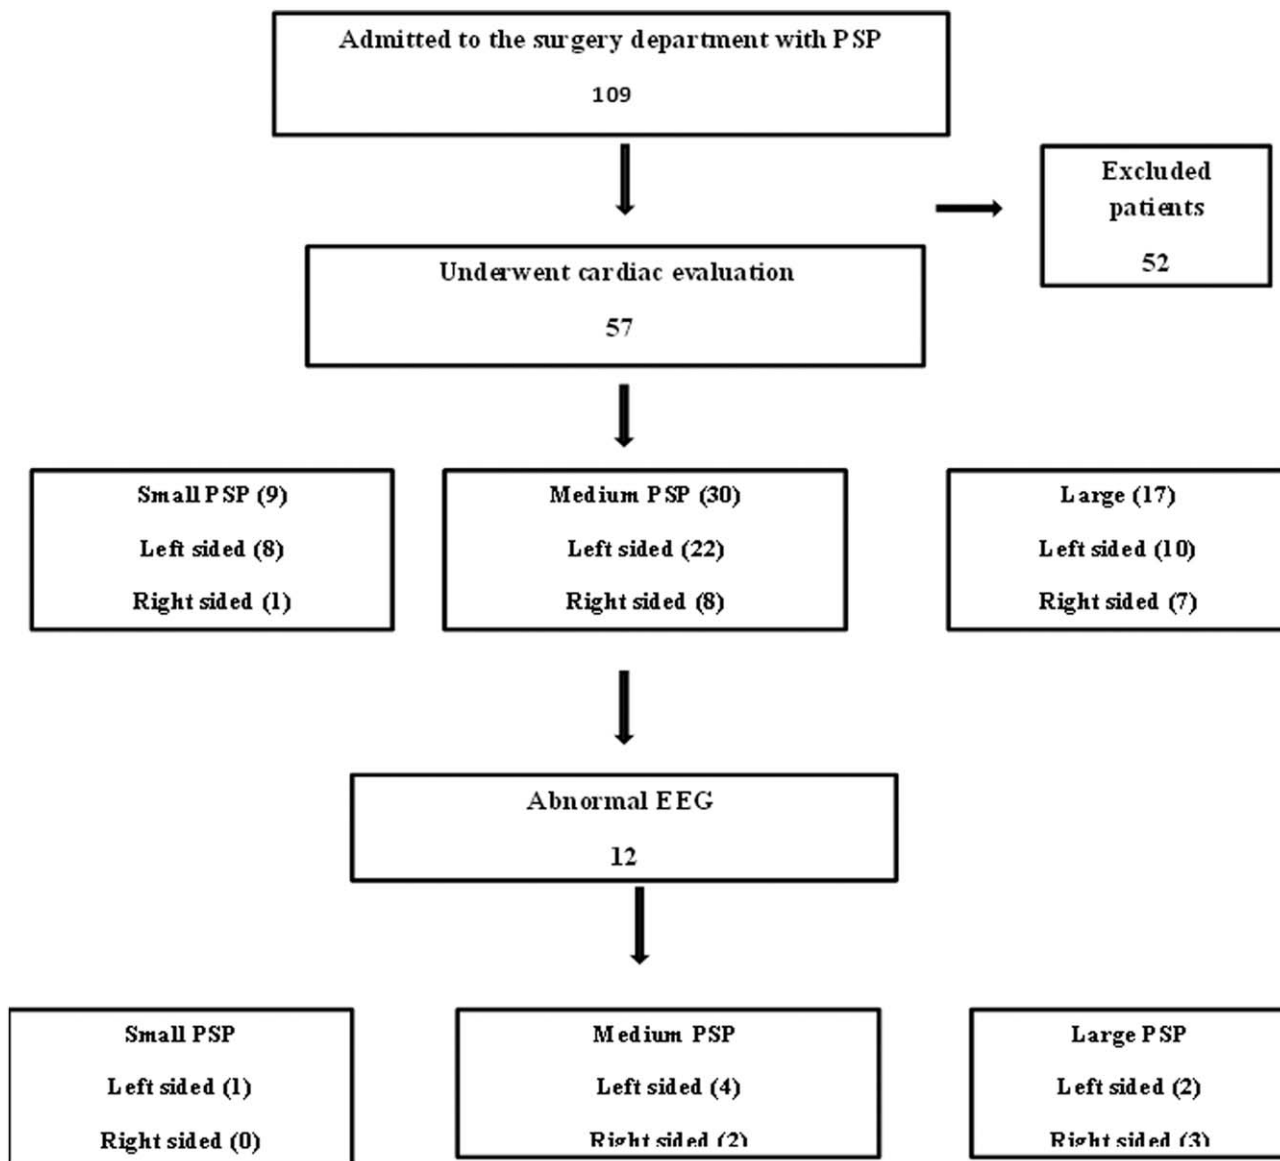 Admitted to the surgery department with PSP
109
Excluded
patients
52
Underwent cardiac evaluation
57
Small PSP (9)
Left sided (8)
Right sided (1)
Medium PSP (30)
Left sided (22)
Right sided (8)
Large (17)
Left sided (10)
Right sided (7)
Abnormal EEG
12
Small PSP
Left sided (1)
Right sided (0)
Medium PSP
Left sided (4)
Right sided (2)
Large PSP
Left sided (2)
Right sided (3)